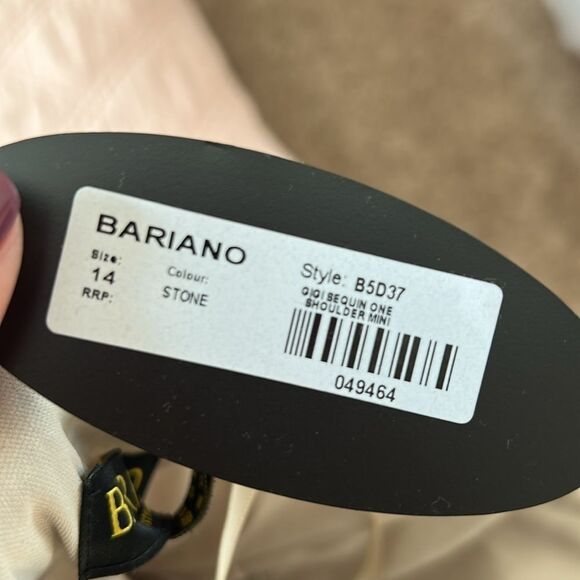 BARIANO
Size:
14
RRP:
Colour:
STONE
Style: B5D37
GIGI SEQUIN ONE
SHOULDER MINI
049464